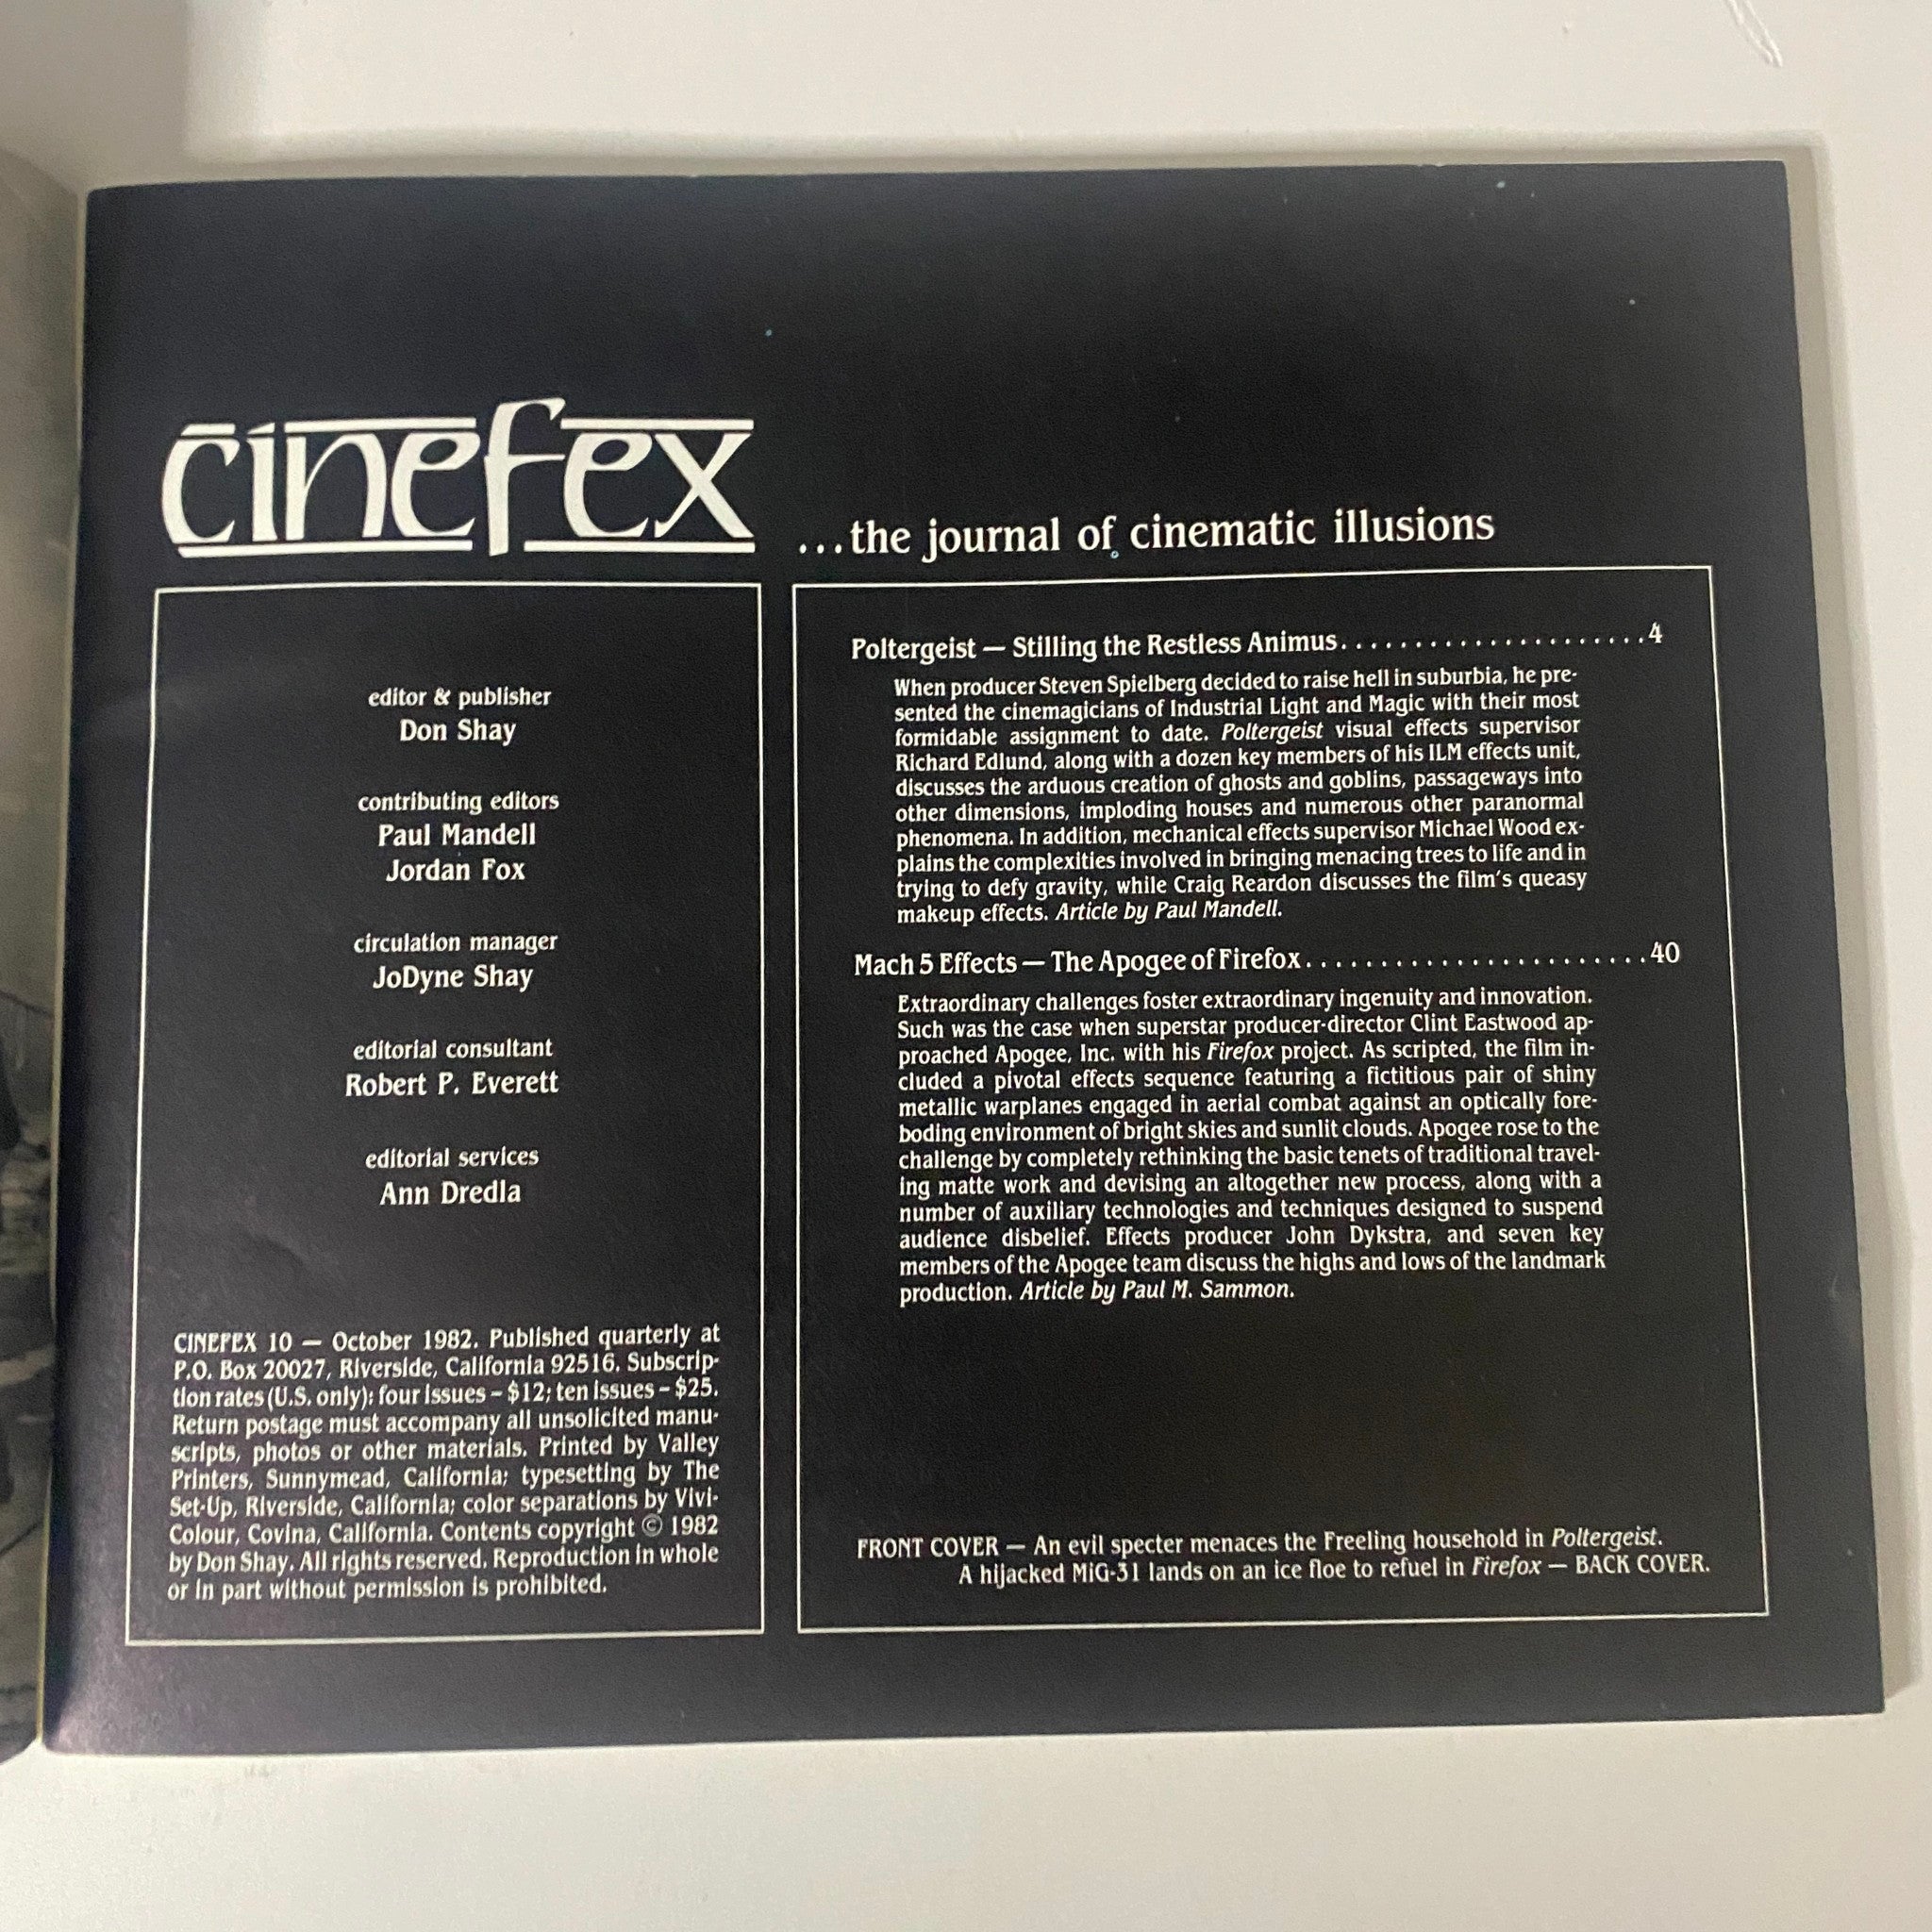 cinefex
...the journal of cinematic illusions
editor & publisher
Don Shay
contributing editors
Paul Mandell
Jordan Fox
circulation manager
JoDyne Shay
editorial consultant
Robert P. Everett
editorial services
Ann Dredla
CINEFEX 10 — October 1982. Published quarterly at
P.O. Box 20027, Riverside, California 92516. Subscrip-
tion rates (U.S. only): four issues – $12; ten issues – $25.
Return postage must accompany all unsolicited manu-
scripts, photos or other materials. Printed by Valley
Printers, Sunnymead, California; typesetting by The
Set-Up, Riverside, California; color separations by Vivi-
Colour, Covina, California. Contents copyright © 1982
by Don Shay. All rights reserved. Reproduction in whole
or in part without permission is prohibited.
Poltergeist — Stilling the Restless Animus.....................4
When producer Steven Spielberg decided to raise hell in suburbia, he pre-
sented the cinemagicians of Industrial Light and Magic with their most
formidable assignment to date. Poltergeist visual effects supervisor
Richard Edlund, along with a dozen key members of his ILM effects unit,
discusses the arduous creation of ghosts and goblins, passageways into
other dimensions, imploding houses and numerous other paranormal
phenomena. In addition, mechanical effects supervisor Michael Wood ex-
plains the complexities involved in bringing menacing trees to life and in
trying to defy gravity, while Craig Reardon discusses the film's queasy
makeup effects. Article by Paul Mandell.
Mach 5 Effects — The Apogee of Firefox.......................40
Extraordinary challenges foster extraordinary ingenuity and innovation.
Such was the case when superstar producer-director Clint Eastwood ap-
proached Apogee, Inc. with his Firefox project. As scripted, the film in-
cluded a pivotal effects sequence featuring a fictitious pair of shiny
metallic warplanes engaged in aerial combat against an optically fore-
boding environment of bright skies and sunlit clouds. Apogee rose to the
challenge by completely rethinking the basic tenets of traditional travel-
ing matte work and devising an altogether new process, along with a
number of auxiliary technologies and techniques designed to suspend
audience disbelief. Effects producer John Dykstra, and seven key
members of the Apogee team discuss the highs and lows of the landmark
production. Article by Paul M. Sammon.
FRONT COVER — An evil specter menaces the Freeling household in Poltergeist.
A hijacked MiG-31 lands on an ice floe to refuel in Firefox — BACK COVER.